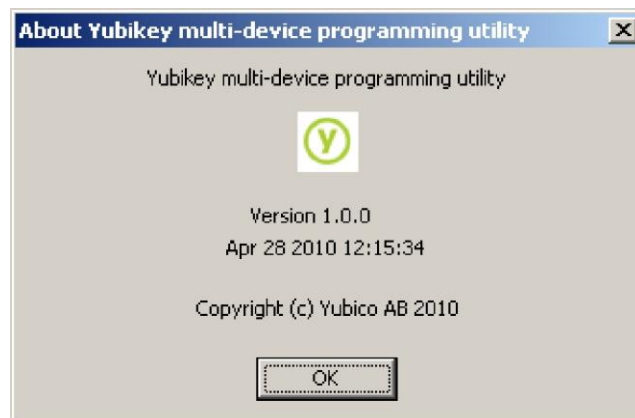 About Yubikey multi-device programming utility
Yubikey multi-device programming utility
y
Version 1.0.0
Apr 28 2010 12:15:34
Copyright (c) Yubico AB 2010
OK